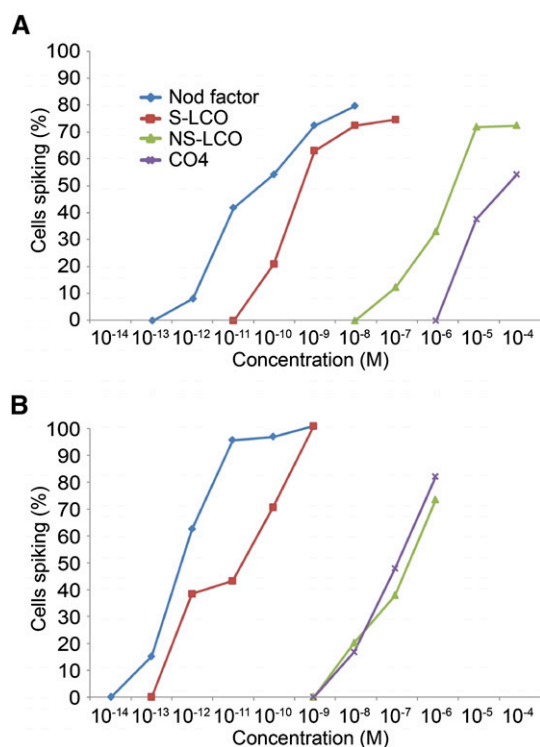 A
100
90
80
70
60
50
40
30
20
10
0
Cells spiking (%)
Nod factor
S-LCO
NS-LCO
CO4
10⁻¹⁴ 10⁻¹³ 10⁻¹² 10⁻¹¹ 10⁻¹⁰ 10⁻⁹ 10⁻⁸ 10⁻⁷ 10⁻⁶ 10⁻⁵ 10⁻⁴
Concentration (M)
B
100
90
80
70
60
50
40
30
20
10
0
Cells spiking (%)
10⁻¹⁴ 10⁻¹³ 10⁻¹² 10⁻¹¹ 10⁻¹⁰ 10⁻⁹ 10⁻⁸ 10⁻⁷ 10⁻⁶ 10⁻⁵ 10⁻⁴
Concentration (M)